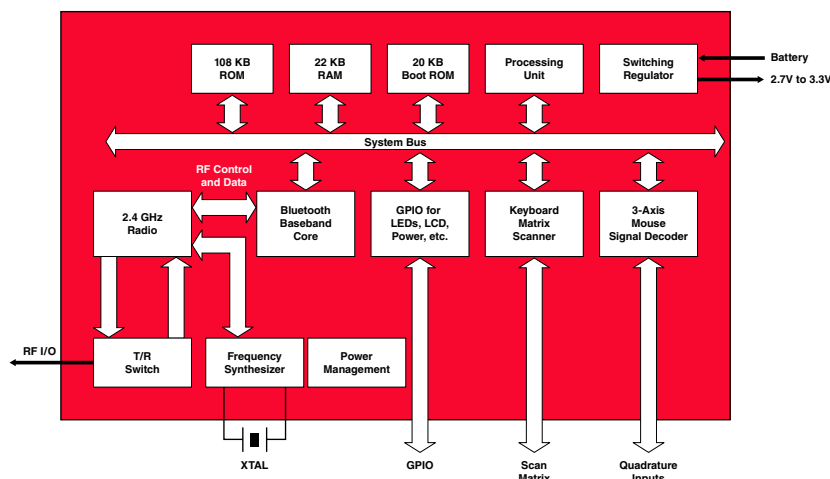 108 KB
ROM
22 KB
RAM
20 KB
Boot ROM
Processing
Unit
Switching
Regulator
Battery
2.7V to 3.3V
System Bus
RF Control
and Data
2.4 GHz
Radio
Bluetooth
Baseband
Core
GPIO for
LEDs, LCD,
Power, etc.
Keyboard
Matrix
Scanner
3-Axis
Mouse
Signal Decoder
RF I/O
T/R
Switch
Frequency
Synthesizer
Power
Management
XTAL
GPIO
Scan
Matrix
Quadrature
Inputs